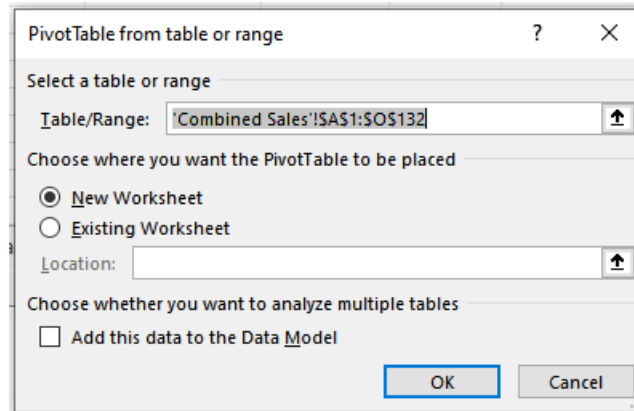 PivotTable from table or range ? ×
Select a table or range
Table/Range: 'Combined Sales'!$A$1:$O$132
Choose where you want the PivotTable to be placed
New Worksheet
Existing Worksheet
Location:
Choose whether you want to analyze multiple tables
Add this data to the Data Model
OK Cancel